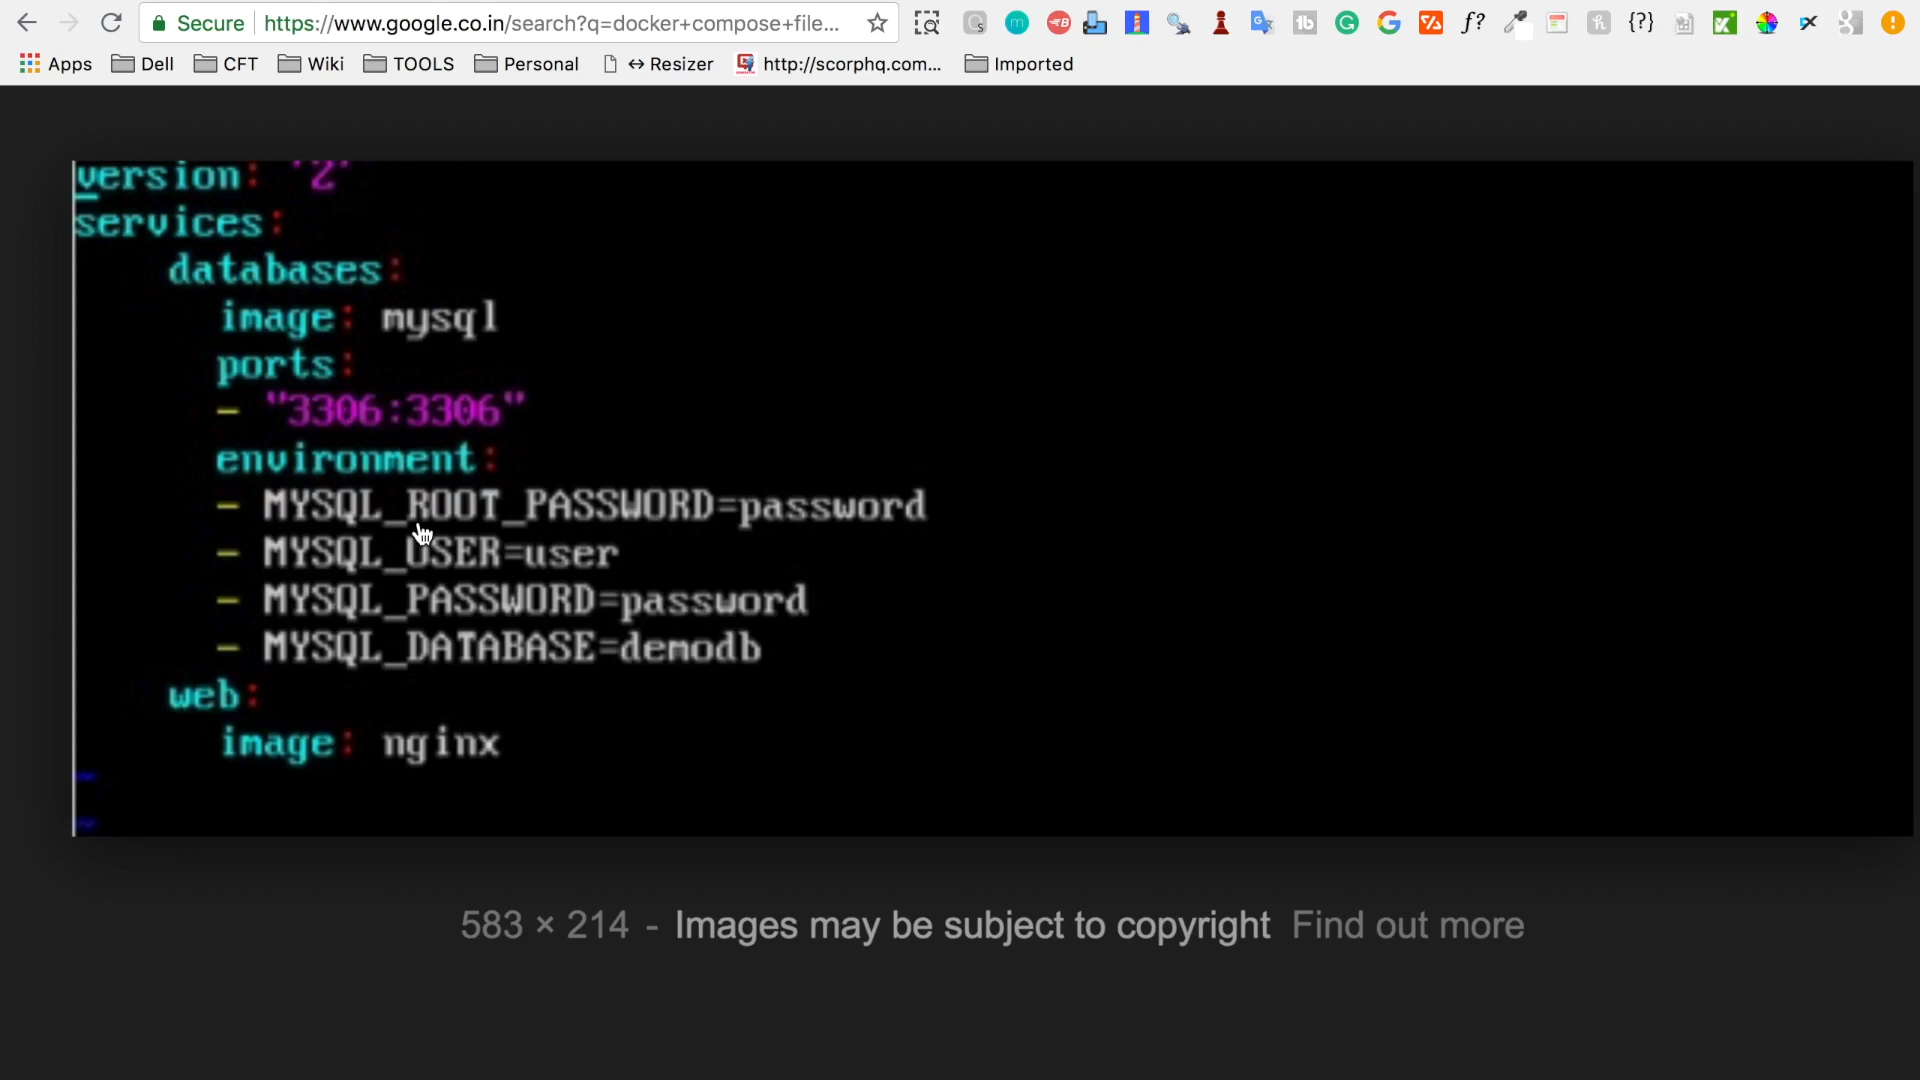 Secure https://www.google.co.in/search?q=docker+compose+file...
Apps Dell CFT Wiki TOOLS Personal ↔ Resizer http://scorphq.com... Imported
version: '2'
services:
databases:
image: mysql
ports:
- "3306:3306"
environment:
- MYSQL_ROOT_PASSWORD=password
- MYSQL_USER=user
- MYSQL_PASSWORD=password
- MYSQL_DATABASE=demodb
web:
image: nginx
~
~
583 × 214 - Images may be subject to copyright Find out more